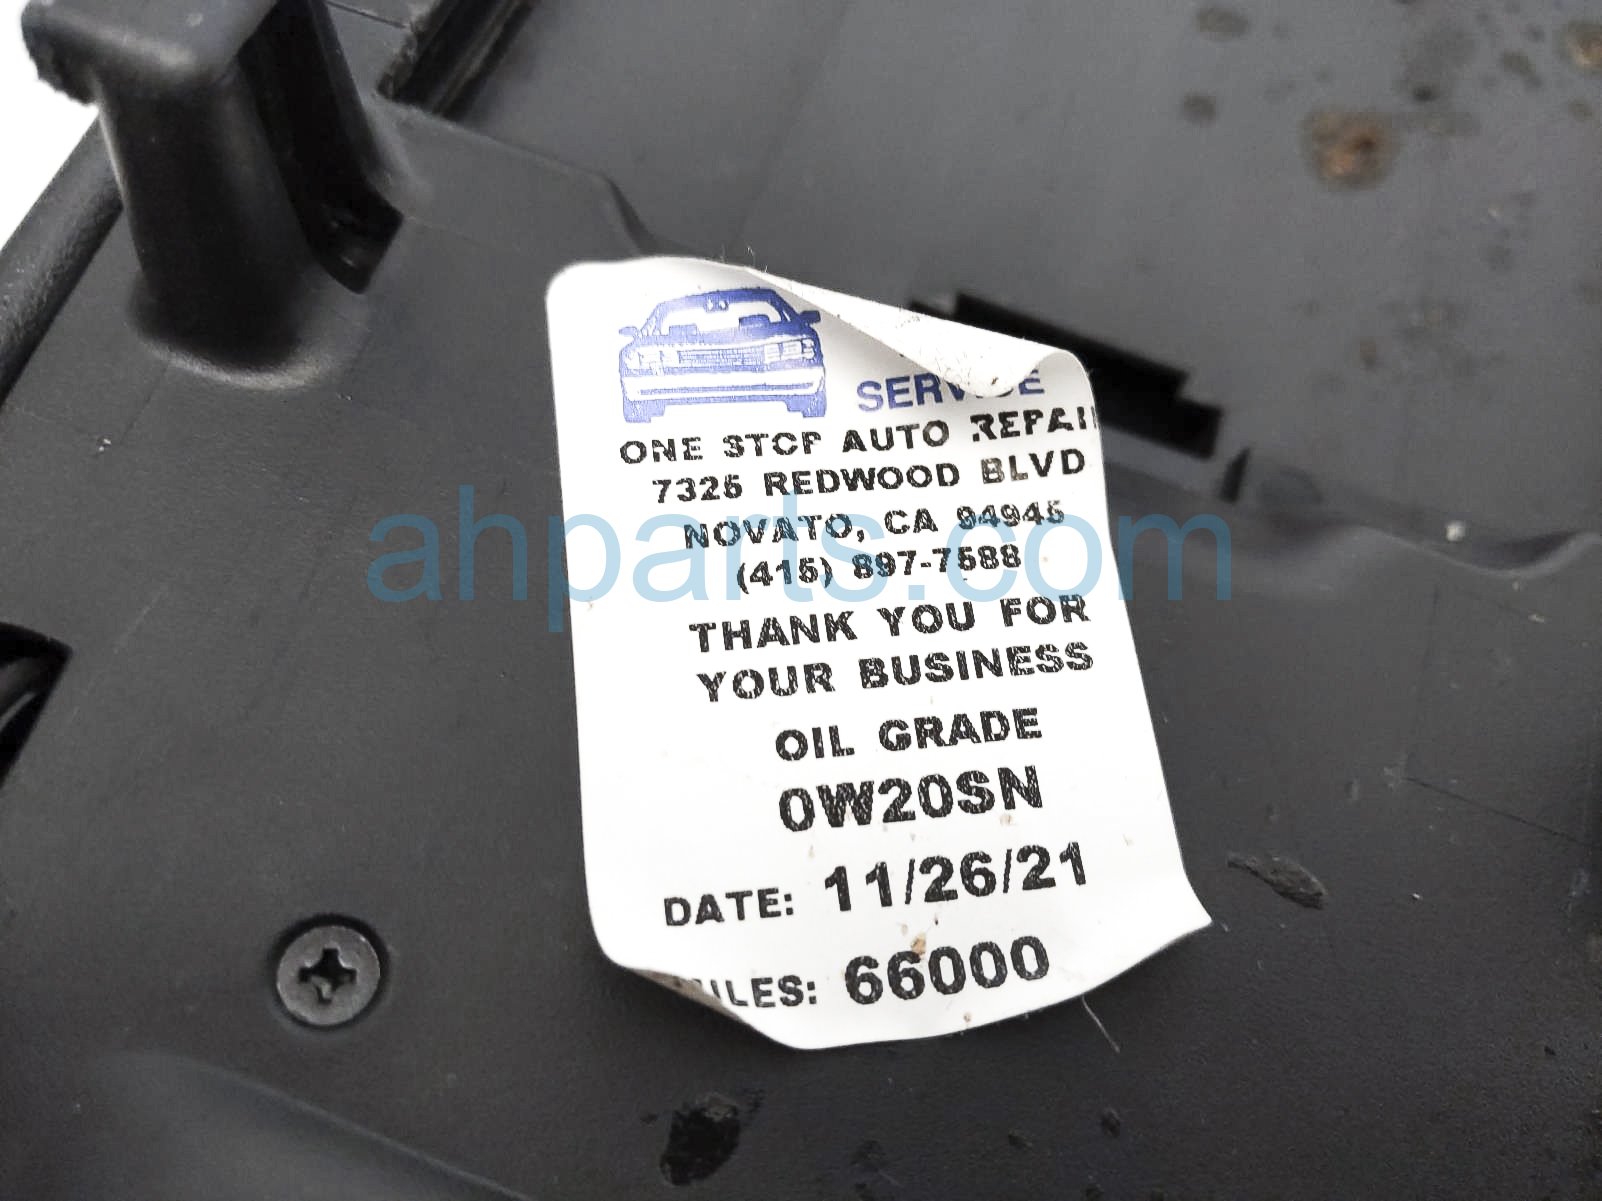 SERVICE
ONE STOP AUTO REPAIR
7325 REDWOOD BLVD
NOVATO, CA 94945
(415) 897-7588
THANK YOU FOR
YOUR BUSINESS
OIL GRADE
0W20SN
DATE: 11/26/21
MILES: 66000
ahparts.com